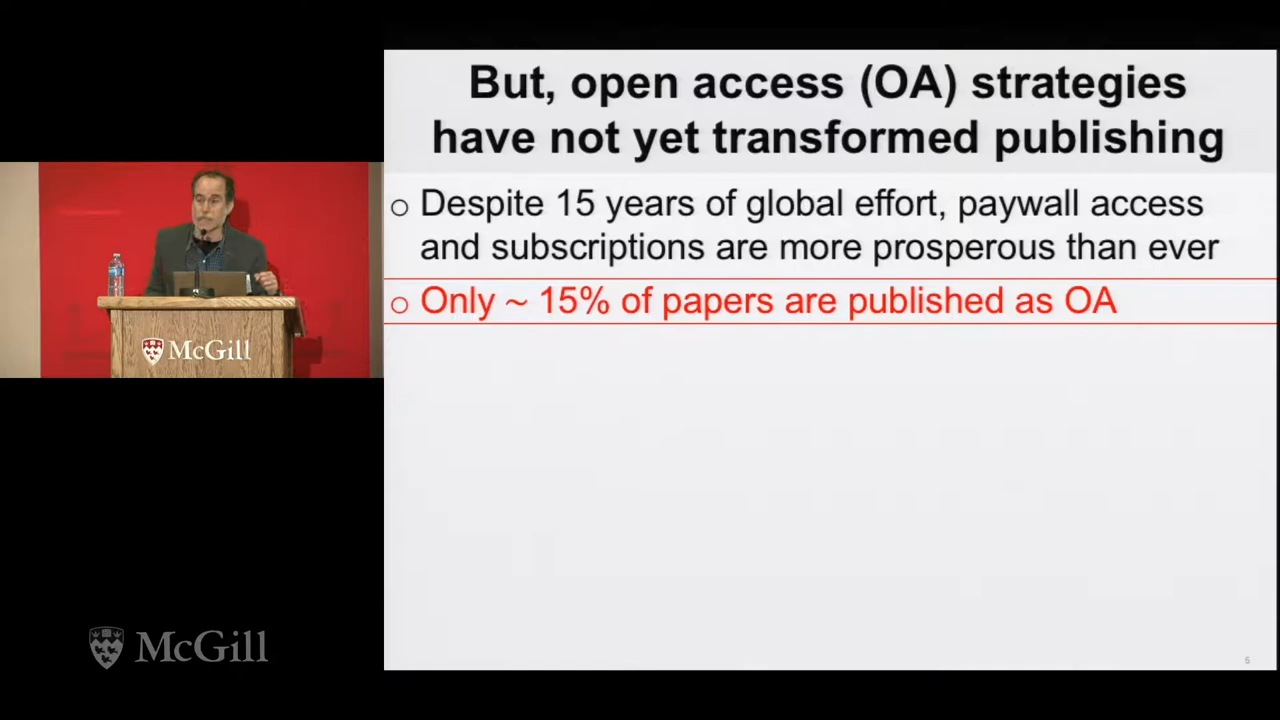 But, open access (OA) strategies
have not yet transformed publishing
○ Despite 15 years of global effort, paywall access
and subscriptions are more prosperous than ever
○ Only ~ 15% of papers are published as OA
McGill
McGill
5